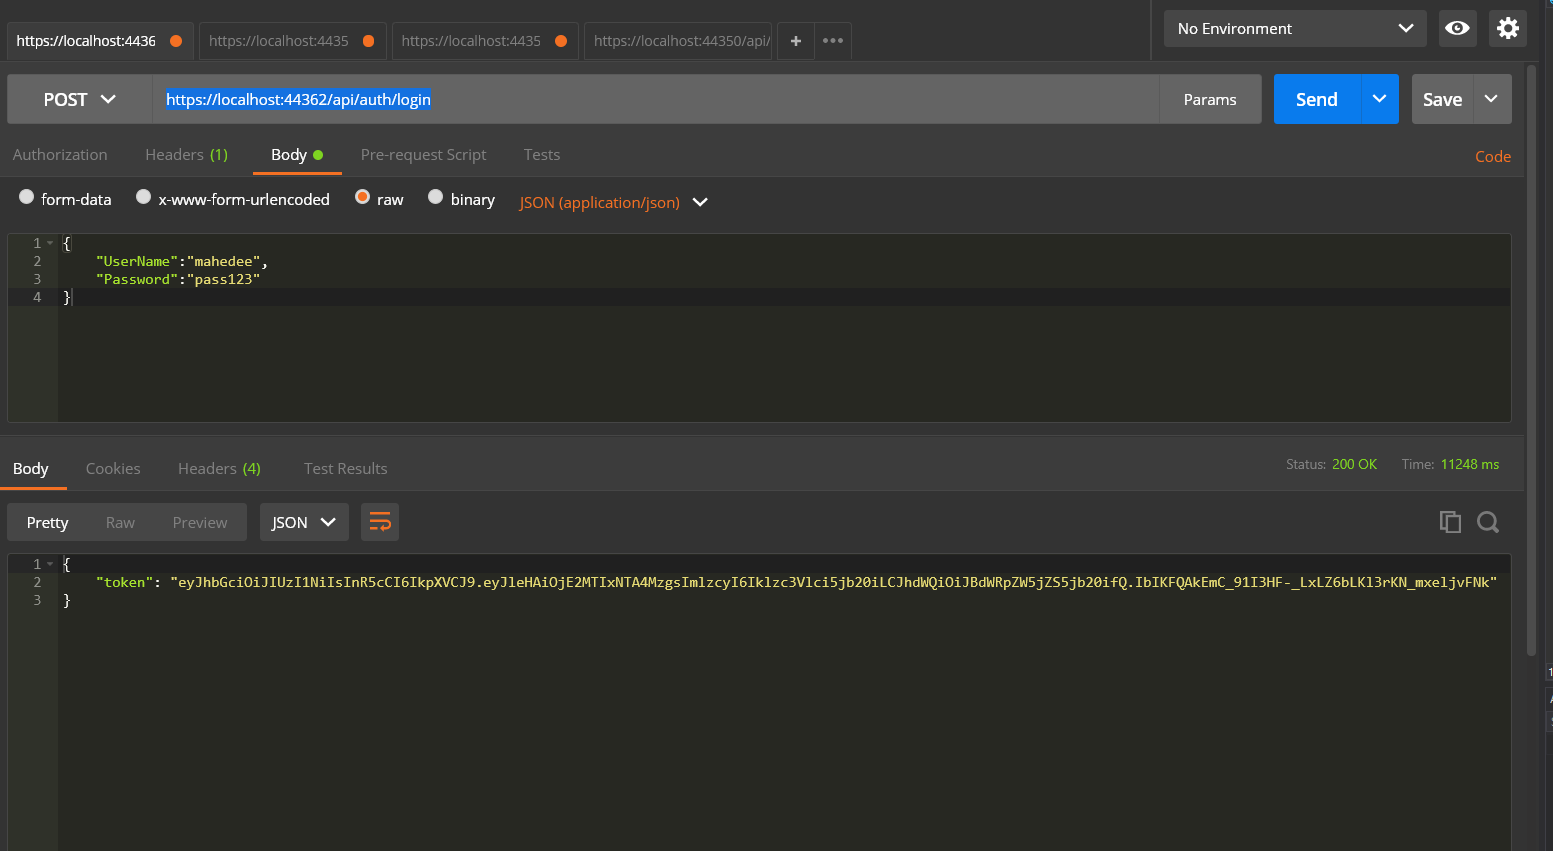 https://localhost:4436 https://localhost:4435 https://localhost:4435 https://localhost:44350/api/ + ••• No Environment
POST https://localhost:44362/api/auth/login Params Send Save
Authorization Headers (1) Body Pre-request Script Tests Code
form-data x-www-form-urlencoded raw binary JSON (application/json)
1 {
2 "UserName":"mahedee",
3 "Password":"pass123"
4 }
Body Cookies Headers (4) Test Results Status: 200 OK Time: 11248 ms
Pretty Raw Preview JSON
1 {
2 "token": "eyJhbGciOiJIUzI1NiIsInR5cCI6IkpXVCJ9.eyJleHAiOjE2MTIxNTA4MzgsImlzcyI6Iklzc3Vlci5jb20iLCJhdWQiOiJBdWRpZW5jZS5jb20ifQ.IbIKFQAkEmC_91I3HF-_LxLZ6bLKl3rKN_mxeljvFNk"
3 }